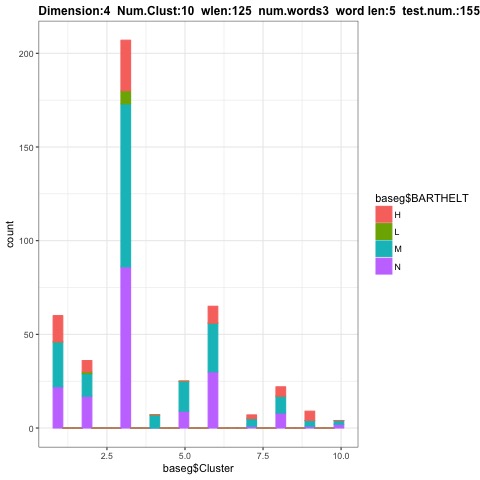 Dimension:4 Num.Clust:10 wlen:125 num.words3 word len:5 test.num.:155
200
150
100
50
0
count
2.5 5.0 7.5 10.0
baseg$Cluster
baseg$BARTHELT
H
L
M
N